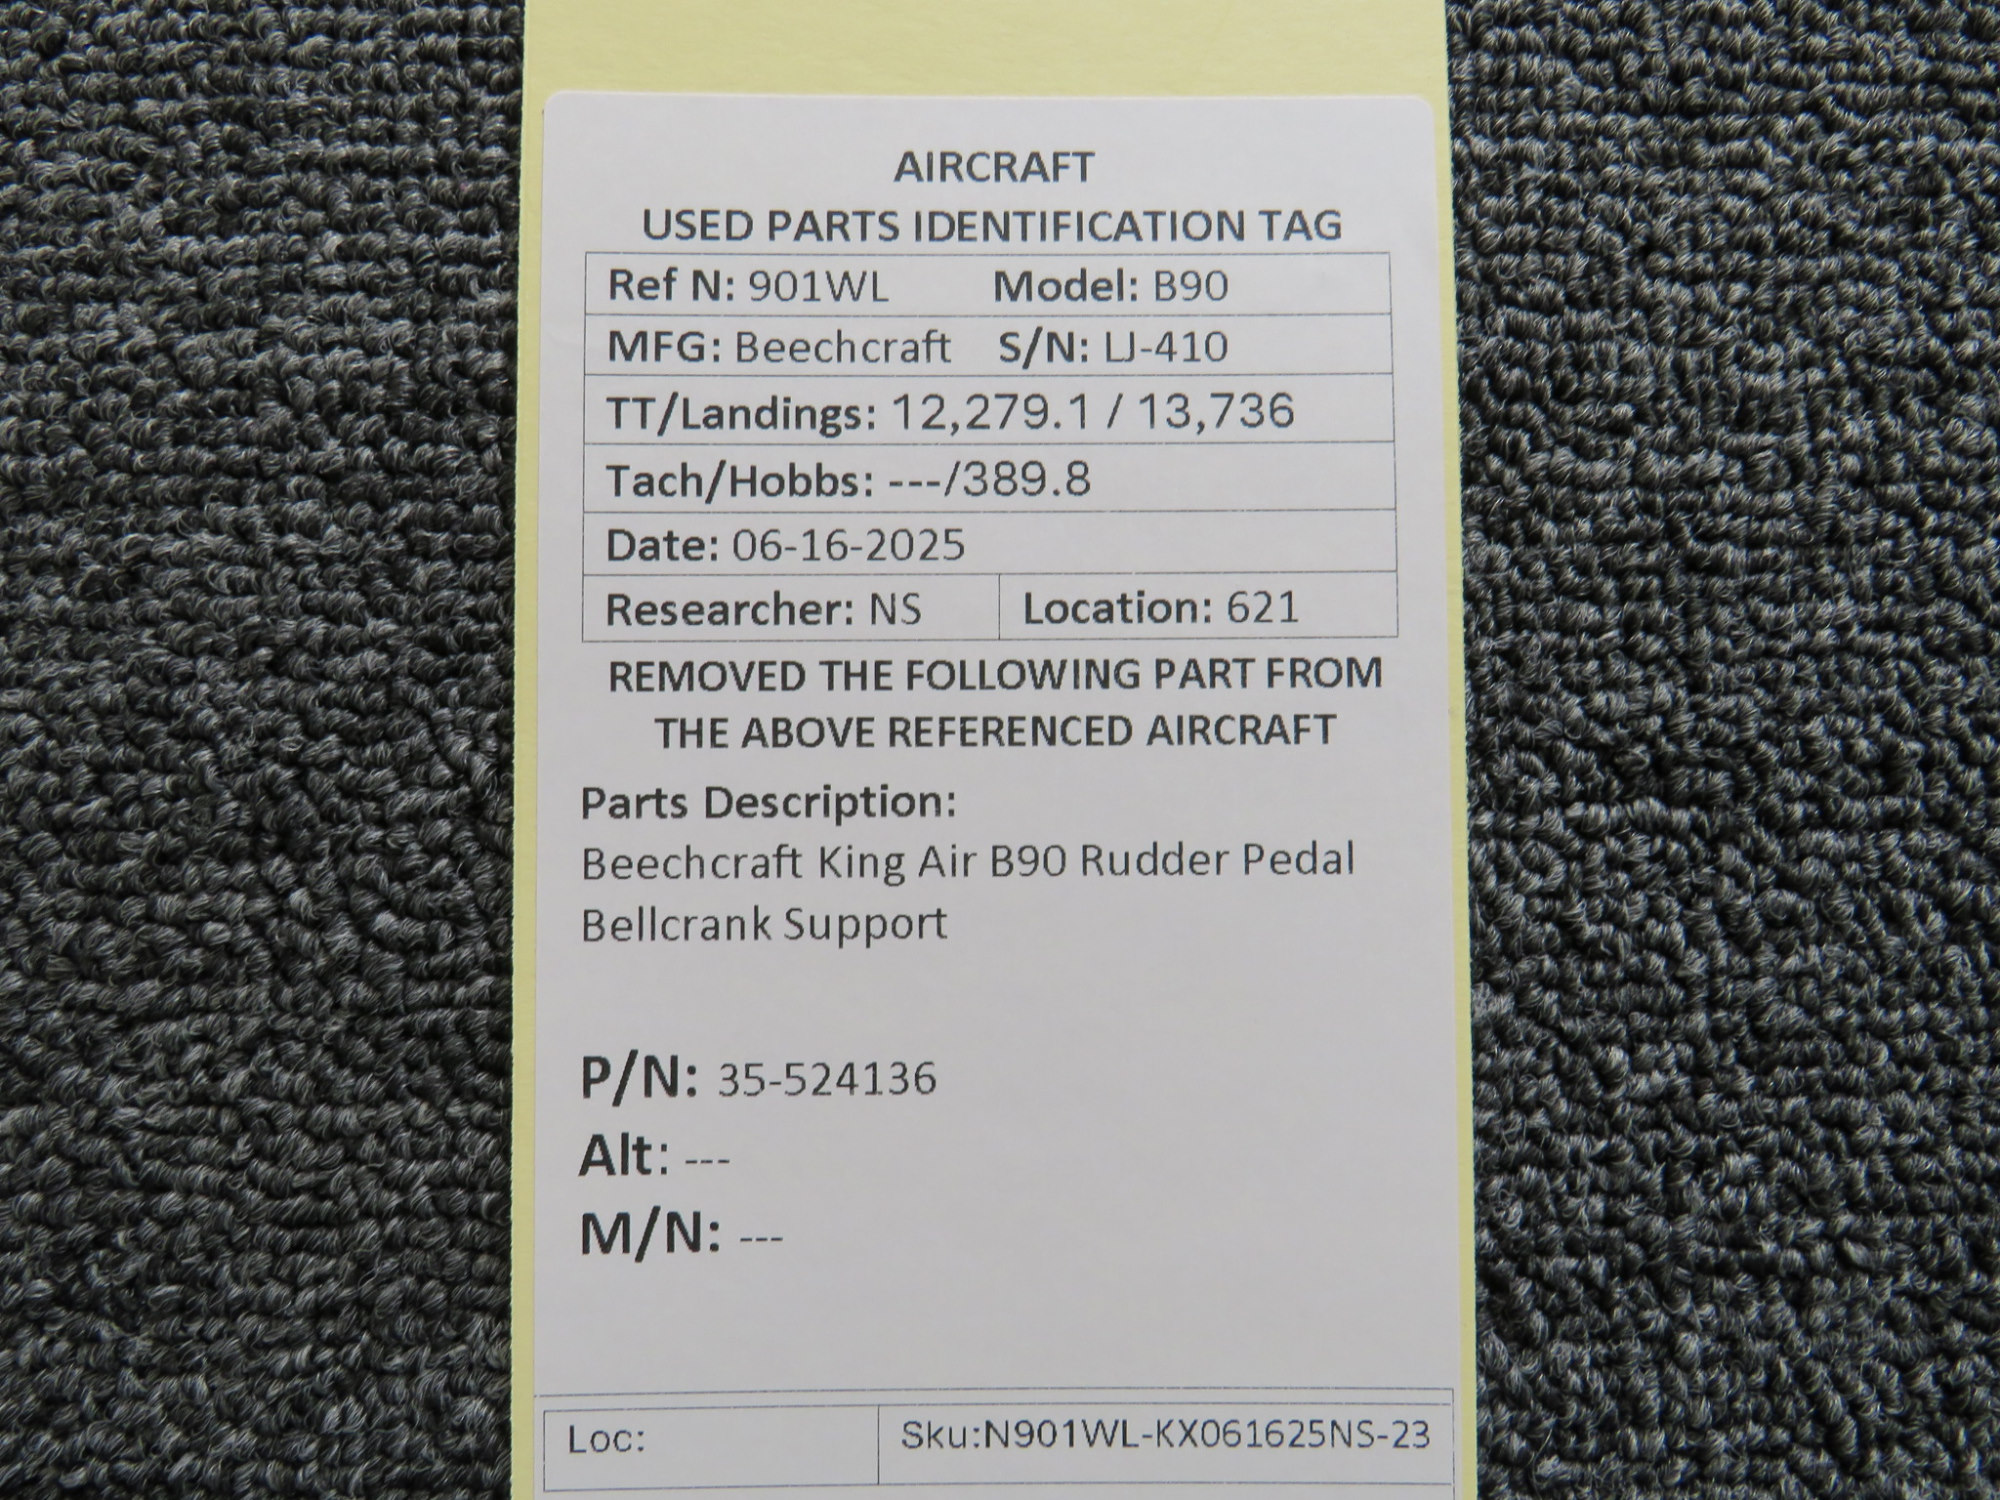 AIRCRAFT
USED PARTS IDENTIFICATION TAG
Ref N: 901WL Model: B90
MFG: Beechcraft S/N: LJ-410
TT/Landings: 12,279.1 / 13,736
Tach/Hobbs: ---/389.8
Date: 06-16-2025
Researcher: NS Location: 621
REMOVED THE FOLLOWING PART FROM
THE ABOVE REFERENCED AIRCRAFT
Parts Description:
Beechcraft King Air B90 Rudder Pedal
Bellcrank Support
P/N: 35-524136
Alt: ---
M/N: ---
Loc: Sku:N901WL-KX061625NS-23